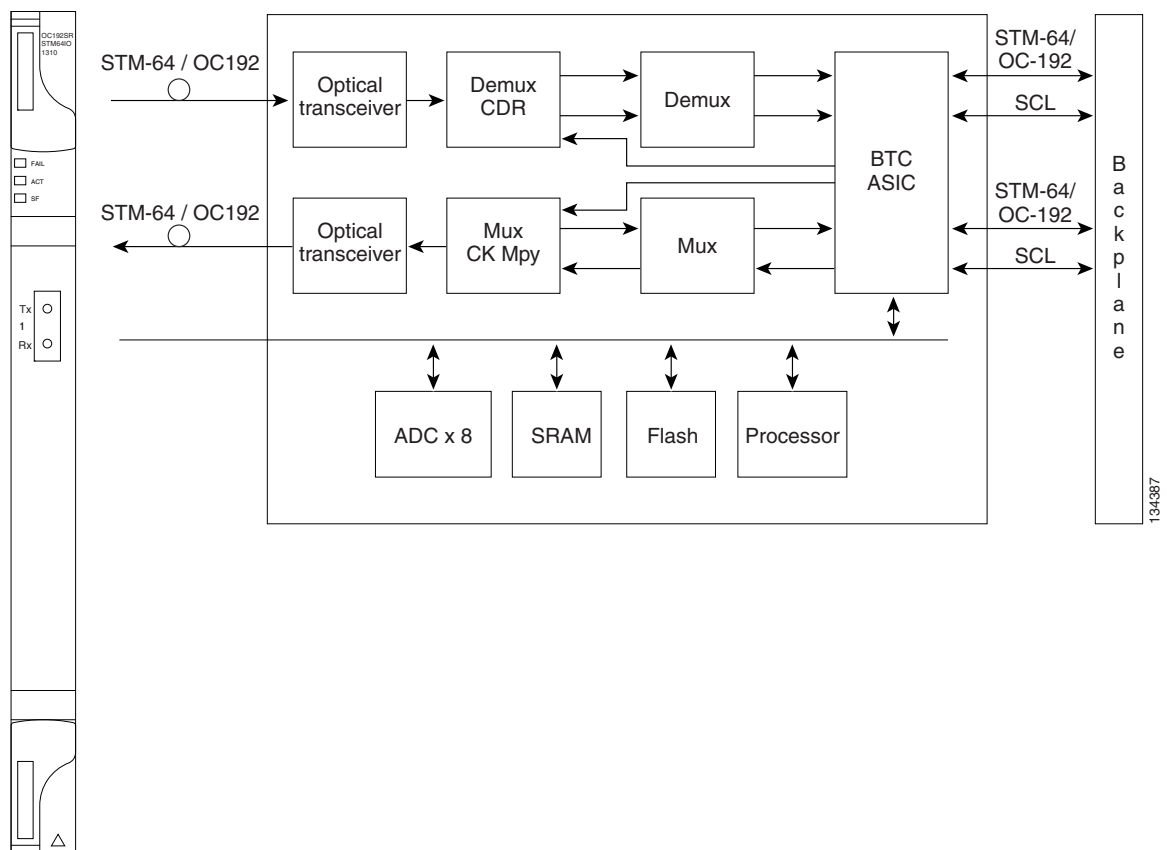 OC192SR
STM64IO
1310
FAIL
ACT
SF
Tx
1
Rx
STM-64 / OC192
Optical
transceiver
Demux
CDR
Demux
BTC
ASIC
STM-64/
OC-192
SCL
STM-64 / OC192
Optical
transceiver
Mux
CK Mpy
Mux
STM-64/
OC-192
SCL
Backplane
ADC x 8
SRAM
Flash
Processor
134387